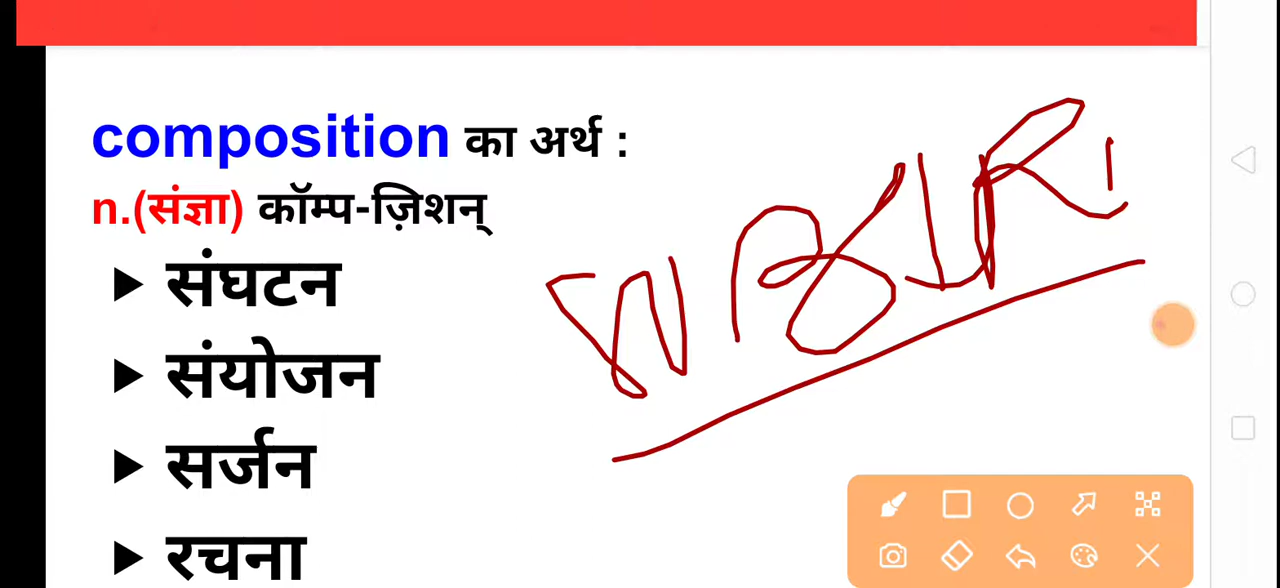 composition का अर्थ :
n.(संज्ञा) कॉम्प-ज़िशन्
► संघटन
► संयोजन
► सर्जन
► रचना